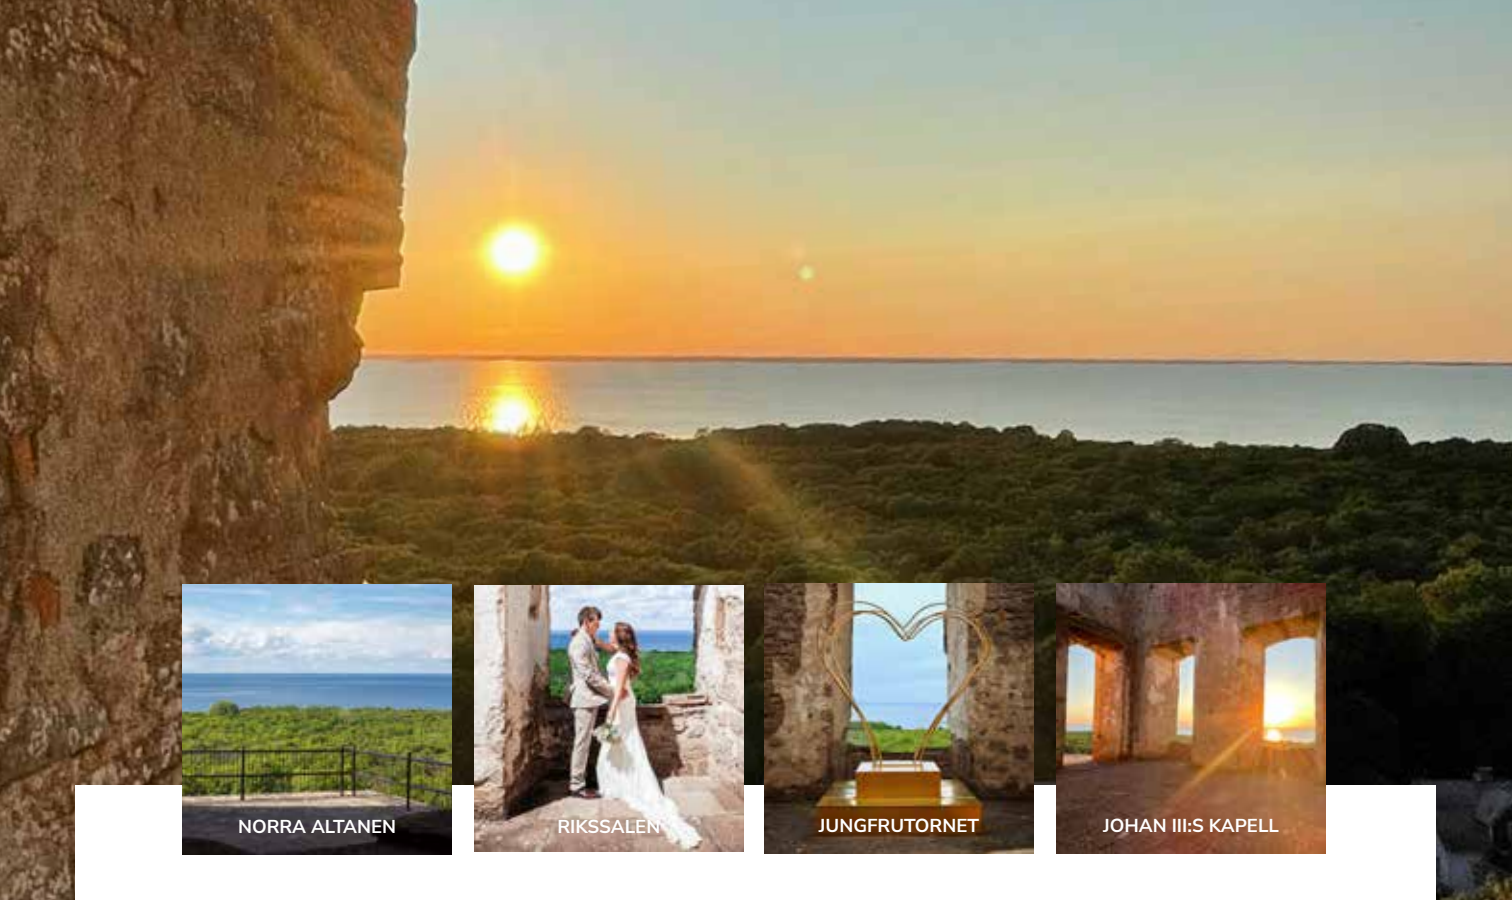 NORRA ALTANEN
RIKSSALEN
JUNGFRUTORNET
JOHAN III:S KAPELL